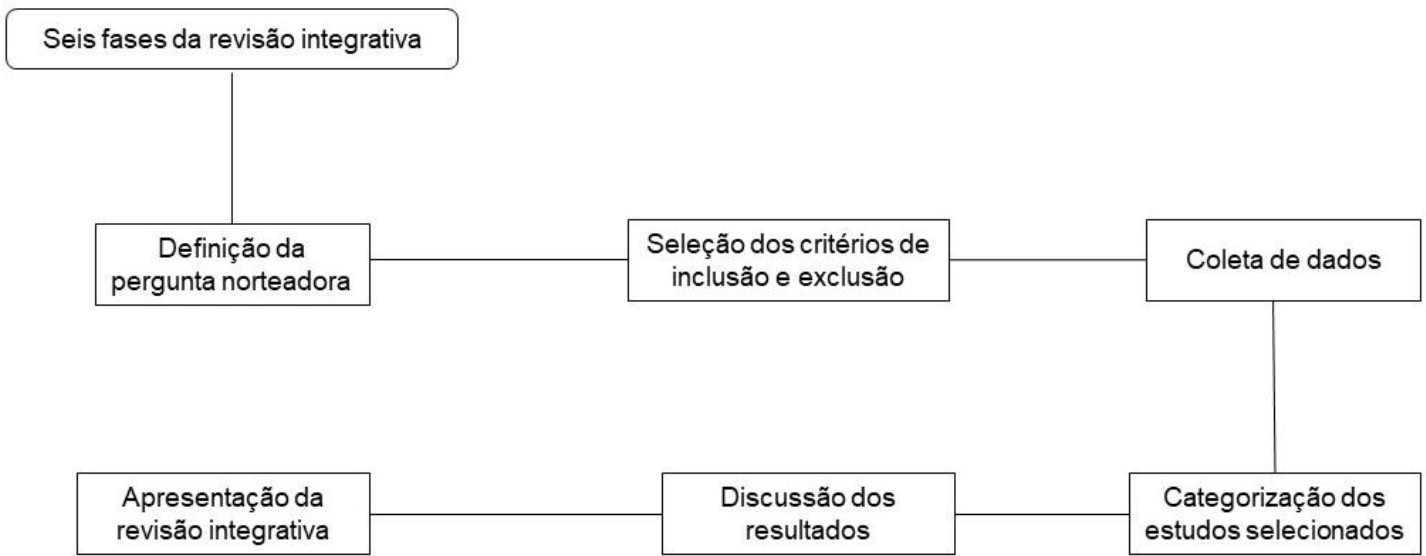 Seis fases da revisão integrativa
Definição da
pergunta norteadora
Seleção dos critérios de
inclusão e exclusão
Coleta de dados
Categorização dos
estudos selecionados
Discussão dos
resultados
Apresentação da
revisão integrativa